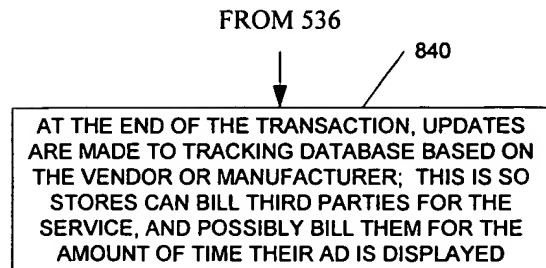 FROM 536
840
AT THE END OF THE TRANSACTION, UPDATES
ARE MADE TO TRACKING DATABASE BASED ON
THE VENDOR OR MANUFACTURER; THIS IS SO
STORES CAN BILL THIRD PARTIES FOR THE
SERVICE, AND POSSIBLY BILL THEM FOR THE
AMOUNT OF TIME THEIR AD IS DISPLAYED